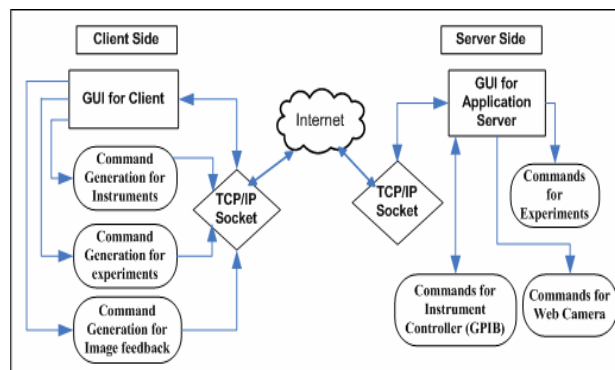 Client Side
GUI for Client
Command
Generation for
Instruments
Command
Generation for
experiments
Command
Generation for
Image feedback
TCP/IP
Socket
Internet
TCP/IP
Socket
Server Side
GUI for
Application
Server
Commands
for
Experiments
Commands for
Instrument
Controller (GPIB)
Commands for
Web Camera